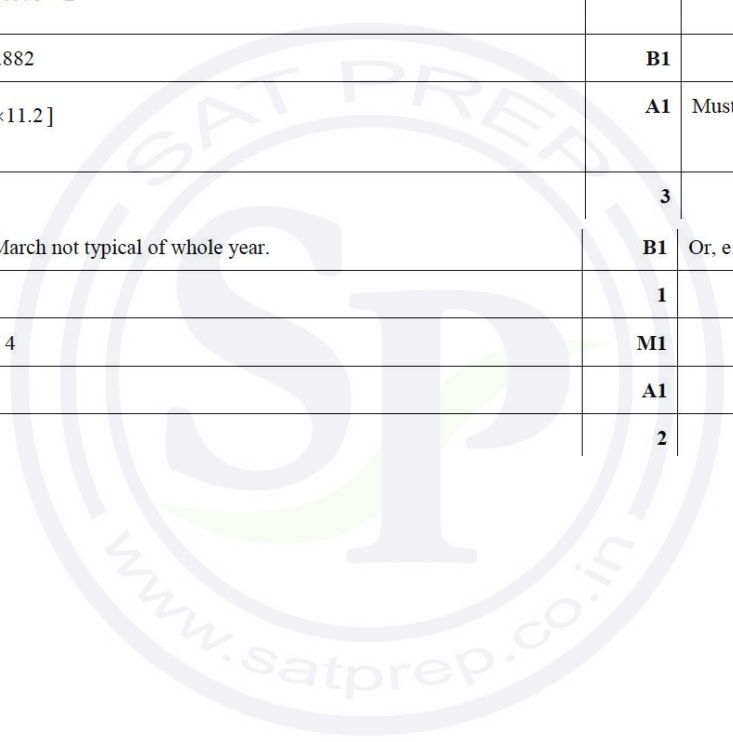 .882 B1
×11.2 ] A1 Must
3
March not typical of whole year. B1 Or, e.
1
4 M1
A1
2
SAT PREP
SP
www.satprep.co.in